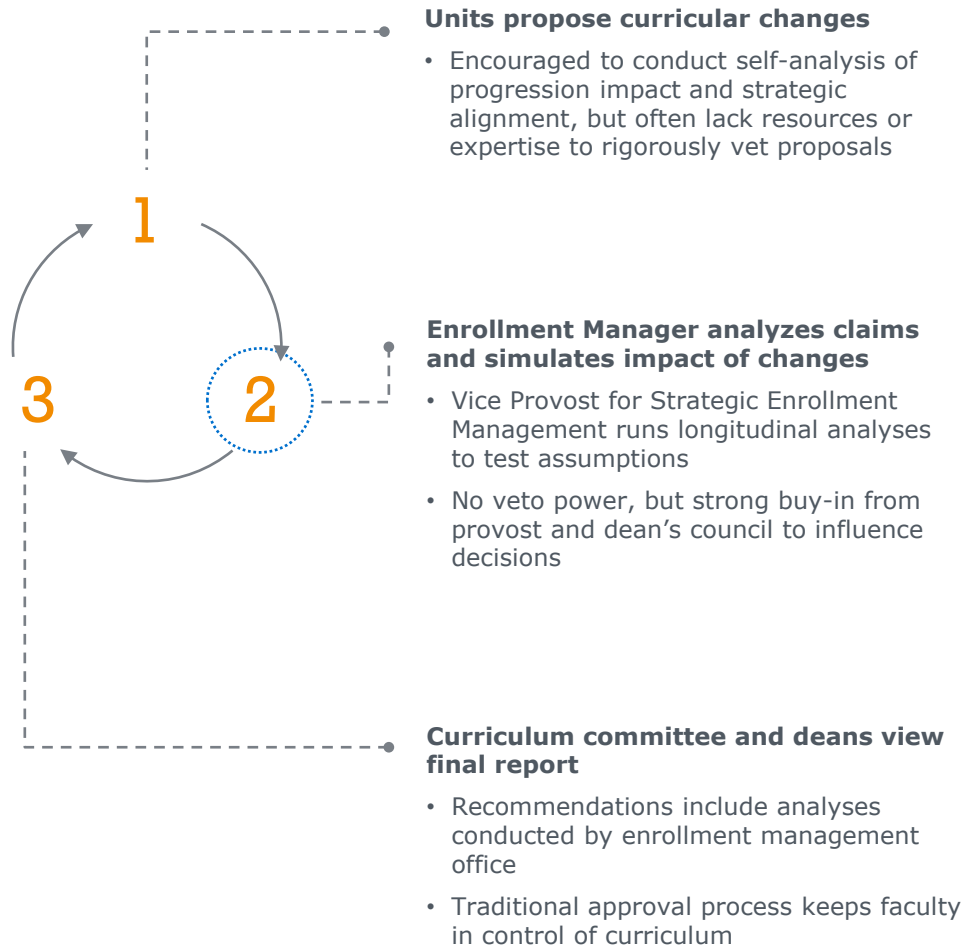 Units propose curricular changes
• Encouraged to conduct self-analysis of
progression impact and strategic
alignment, but often lack resources or
expertise to rigorously vet proposals
1
Enrollment Manager analyzes claims
and simulates impact of changes
3
2
• Vice Provost for Strategic Enrollment
Management runs longitudinal analyses
to test assumptions
• No veto power, but strong buy-in from
provost and dean’s council to influence
decisions
Curriculum committee and deans view
final report
• Recommendations include analyses
conducted by enrollment management
office
• Traditional approval process keeps faculty
in control of curriculum